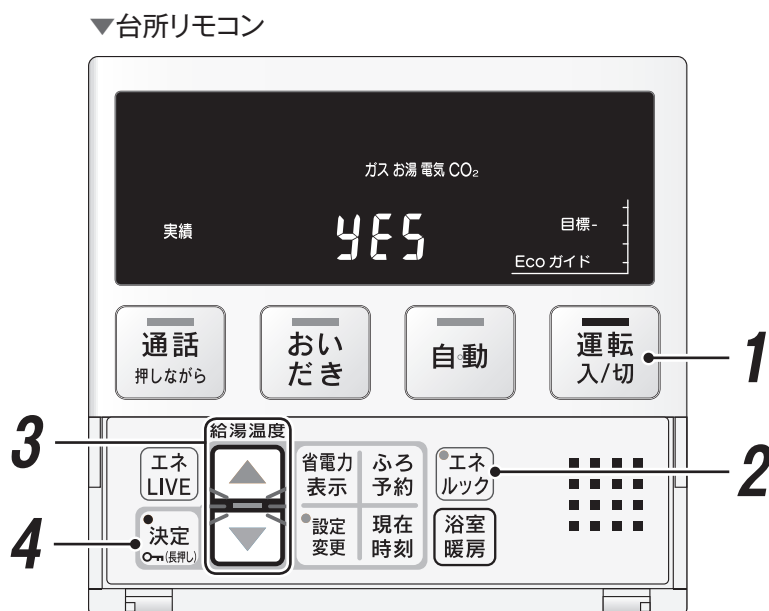 ▼台所リモコン
ガス お湯 電気 CO₂
実績
YES
目標-
Eco ガイド
通話
押しながら
おい
だき
自動
運転
入/切
1
3
給湯温度
エネ
LIVE
省電力
表示
ふろ
予約
エネ
ルック
2
4
決定
(長押し)
設定
変更
現在
時刻
浴室
暖房